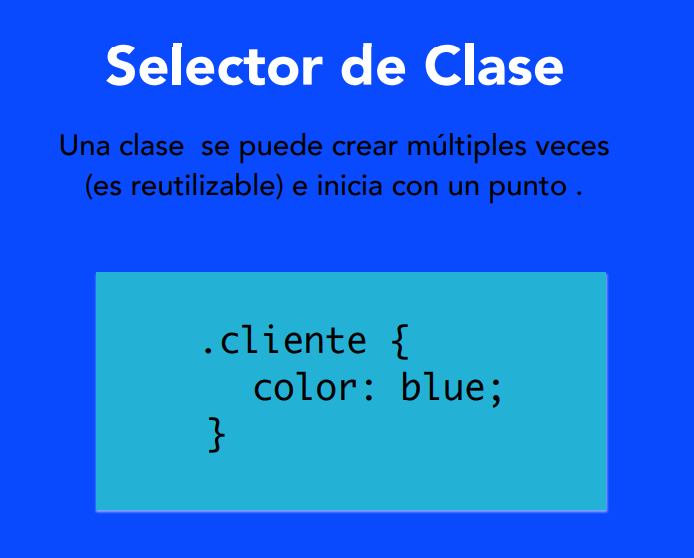 Selector de Clase
Una clase  se puede crear múltiples veces
(es reutilizable) e inicia con un punto .
.cliente {
color: blue;
}